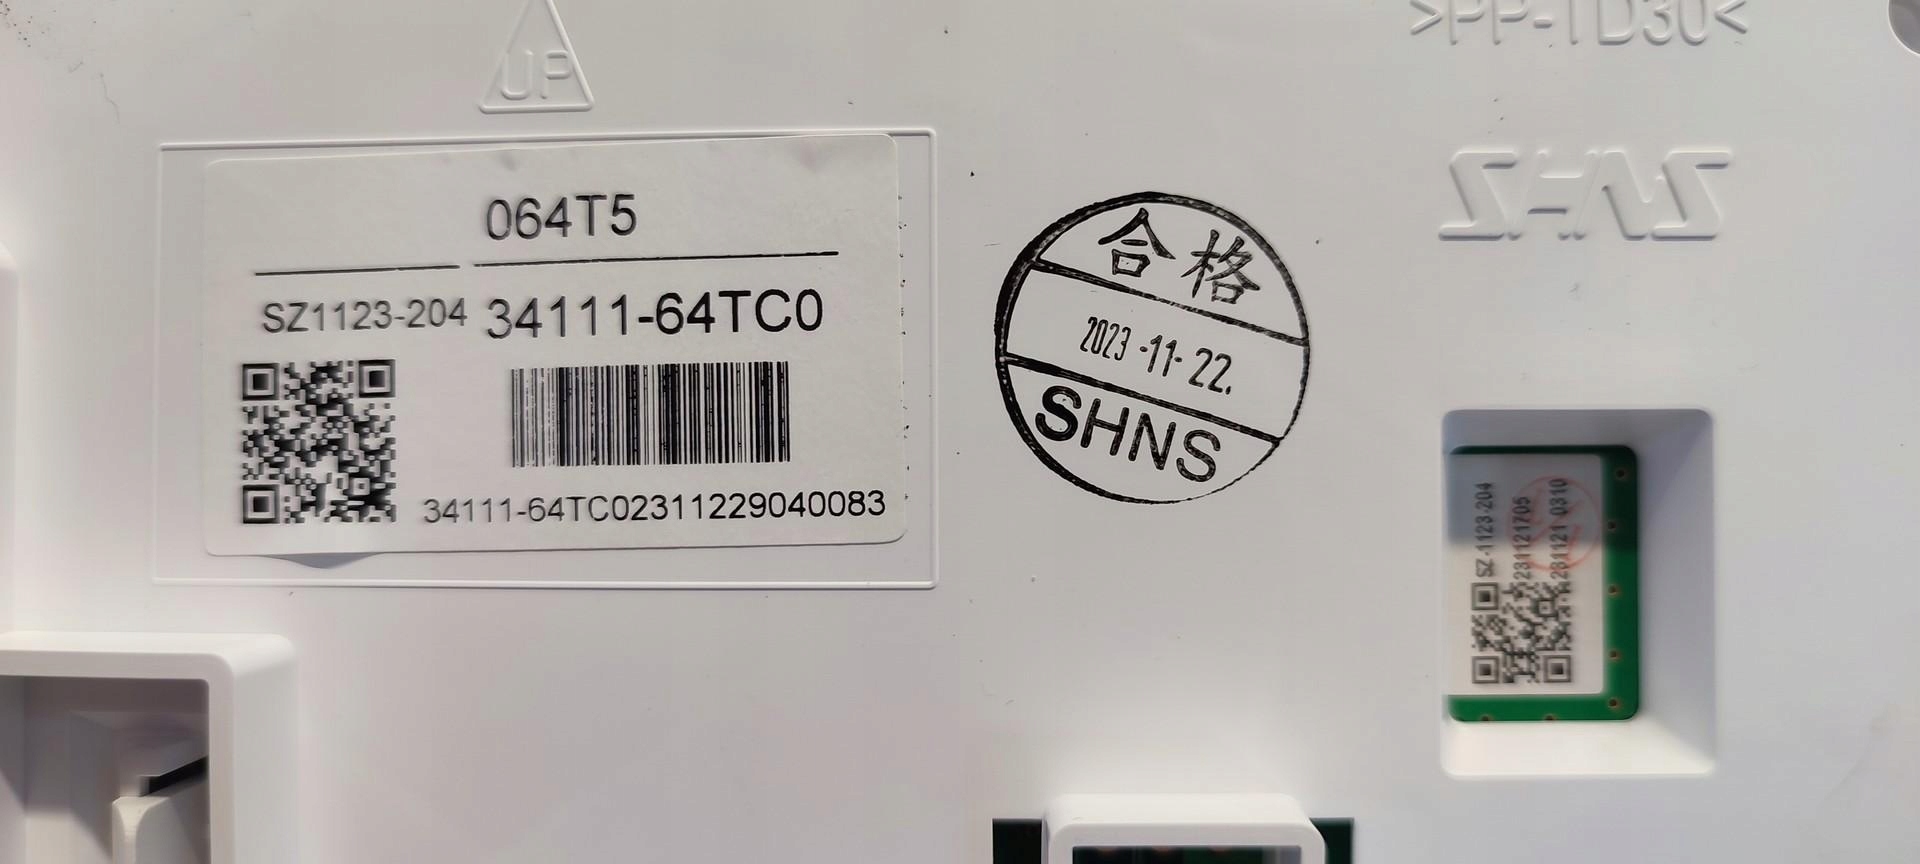 UP
>PP-TD30<
SHNS
064T5
SZ1123-204 34111-64TC0
34111-64TC02311229040083
合格
2023-11-22.
SHNS
SZ-1123-204
231121705
231121 0310